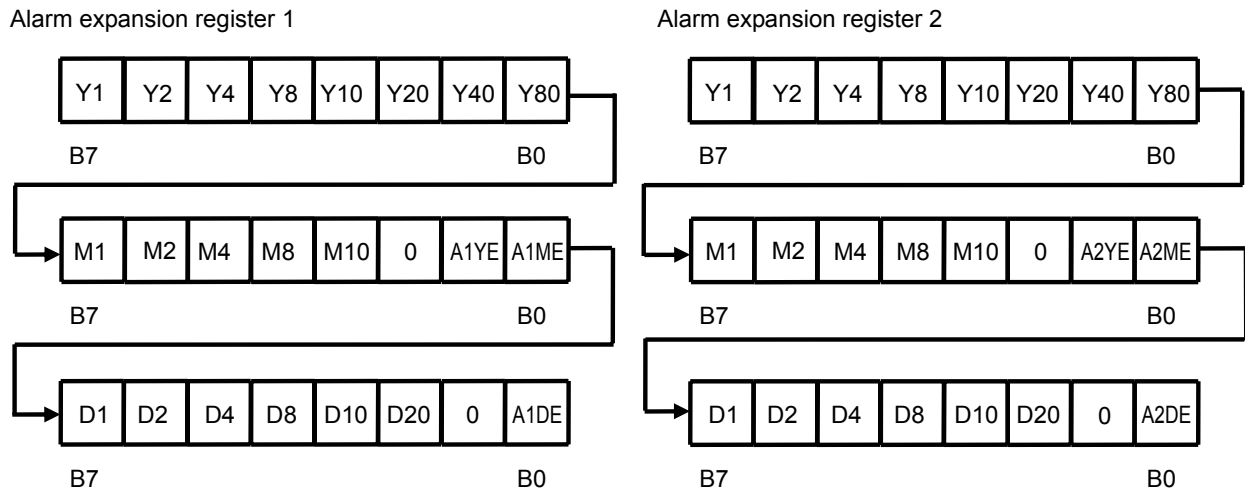 Alarm expansion register 1
Y1 Y2 Y4 Y8 Y10 Y20 Y40 Y80
B7 B0
M1 M2 M4 M8 M10 0 A1YE A1ME
B7 B0
D1 D2 D4 D8 D10 D20 0 A1DE
B7 B0
Alarm expansion register 2
Y1 Y2 Y4 Y8 Y10 Y20 Y40 Y80
B7 B0
M1 M2 M4 M8 M10 0 A2YE A2ME
B7 B0
D1 D2 D4 D8 D10 D20 0 A2DE
B7 B0